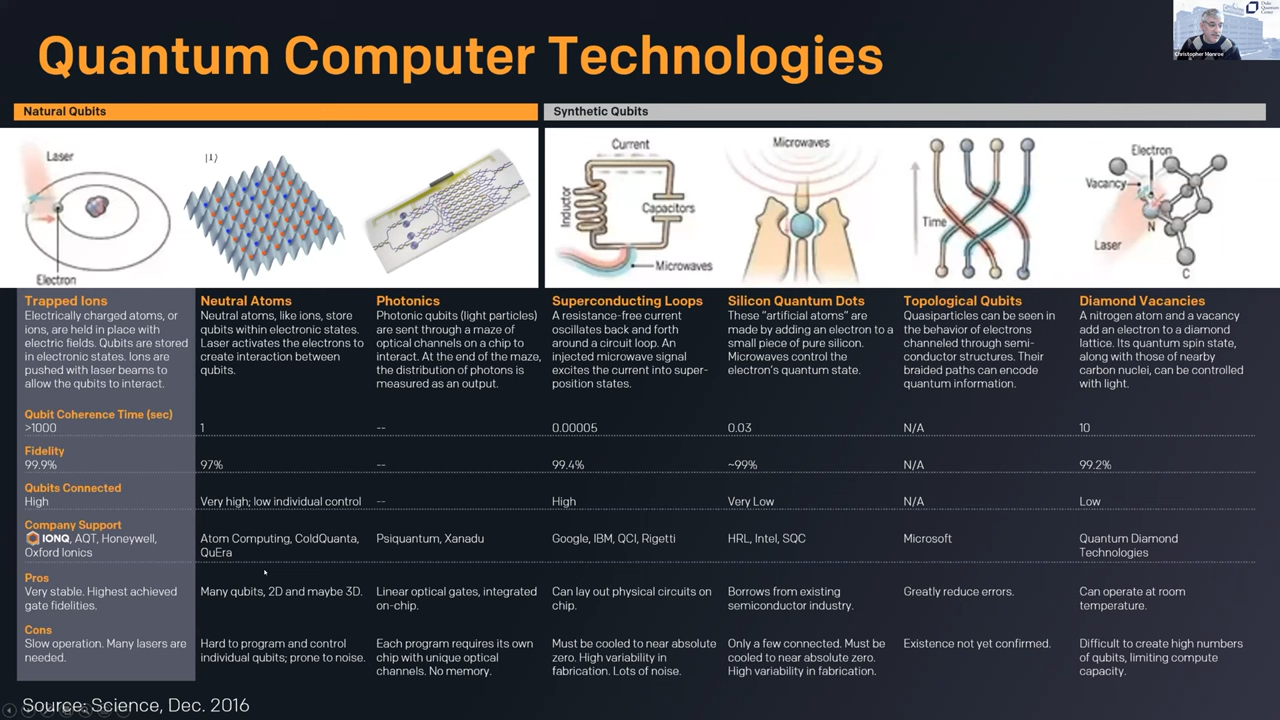 Quantum Computer Technologies
Duke
Quantum
Center
Christopher Monroe
Natural Qubits
Synthetic Qubits
Laser
Electron
|1⟩
Current
Inductor
Capacitors
Microwaves
Microwaves
Time
Electron
Vacancy
Laser
N
C
Trapped Ions
Electrically charged atoms, or
ions, are held in place with
electric fields. Qubits are stored
in electronic states. Ions are
pushed with laser beams to
allow the qubits to interact.
Neutral Atoms
Neutral atoms, like ions, store
qubits within electronic states.
Laser activates the electrons to
create interaction between
qubits.
Photonics
Photonic qubits (light particles)
are sent through a maze of
optical channels on a chip to
interact. At the end of the maze,
the distribution of photons is
measured as an output.
Superconducting Loops
A resistance-free current
oscillates back and forth
around a circuit loop. An
injected microwave signal
excites the current into super-
position states.
Silicon Quantum Dots
These "artificial atoms" are
made by adding an electron to a
small piece of pure silicon.
Microwaves control the
electron's quantum state.
Topological Qubits
Quasiparticles can be seen in
the behavior of electrons
channeled through semi-
conductor structures. Their
braided paths can encode
quantum information.
Diamond Vacancies
A nitrogen atom and a vacancy
add an electron to a diamond
lattice. Its quantum spin state,
along with those of nearby
carbon nuclei, can be controlled
with light.
Qubit Coherence Time (sec)
>1000
1
--
0.00005
0.03
N/A
10
Fidelity
99.9%
97%
--
99.4%
~99%
N/A
99.2%
Qubits Connected
High
Very high; low individual control
--
High
Very Low
N/A
Low
Company Support
IONQ, AQT, Honeywell,
Oxford Ionics
Atom Computing, ColdQuanta,
QuEra
Psiquantum, Xanadu
Google, IBM, QCI, Rigetti
HRL, Intel, SQC
Microsoft
Quantum Diamond
Technologies
Pros
Very stable. Highest achieved
gate fidelities.
Many qubits, 2D and maybe 3D.
Linear optical gates, integrated
on-chip.
Can lay out physical circuits on
chip.
Borrows from existing
semiconductor industry.
Greatly reduce errors.
Can operate at room
temperature.
Cons
Slow operation. Many lasers are
needed.
Hard to program and control
individual qubits; prone to noise.
Each program requires its own
chip with unique optical
channels. No memory.
Must be cooled to near absolute
zero. High variability in
fabrication. Lots of noise.
Only a few connected. Must be
cooled to near absolute zero.
High variability in fabrication.
Existence not yet confirmed.
Difficult to create high numbers
of qubits, limiting compute
capacity.
Source: Science, Dec. 2016